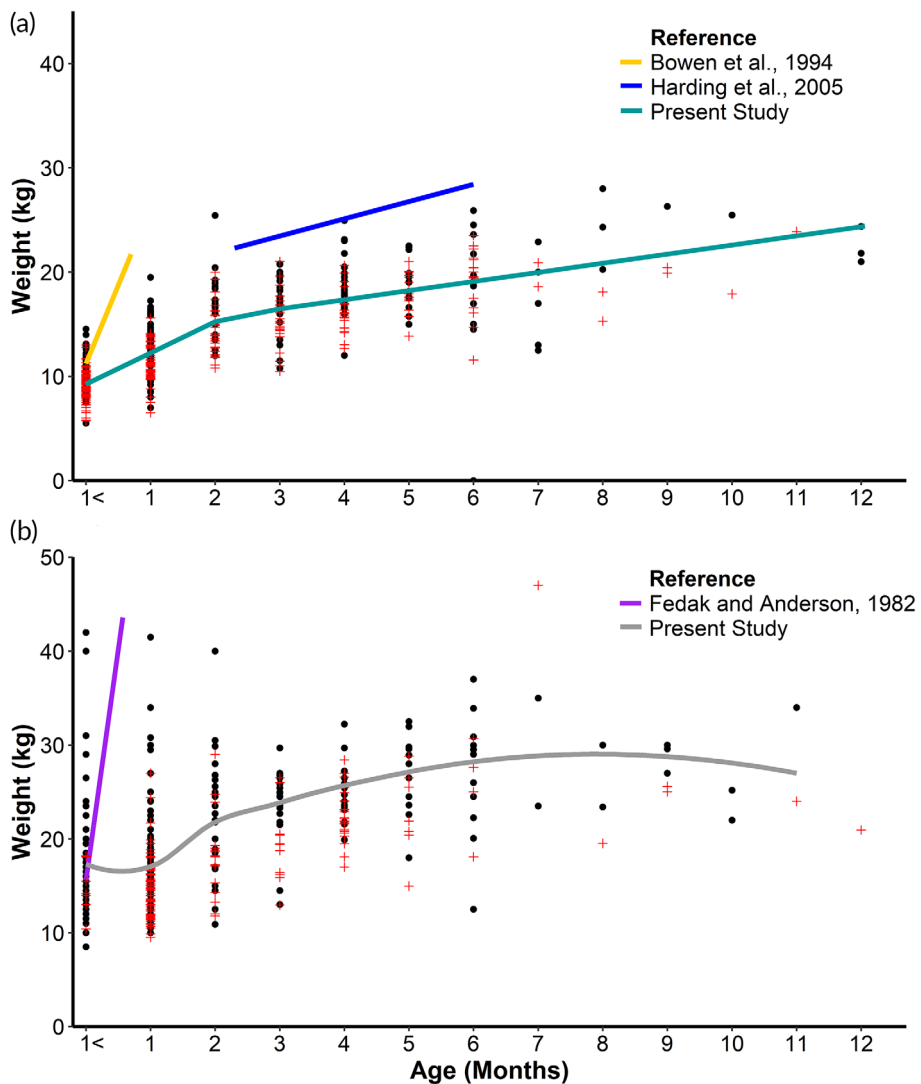 (a)
Weight (kg)
40
30
20
10
0
Reference
Bowen et al., 1994
Harding et al., 2005
Present Study
1< 1 2 3 4 5 6 7 8 9 10 11 12
(b)
Weight (kg)
50
40
30
20
10
0
Reference
Fedak and Anderson, 1982
Present Study
1< 1 2 3 4 5 6 7 8 9 10 11 12
Age (Months)